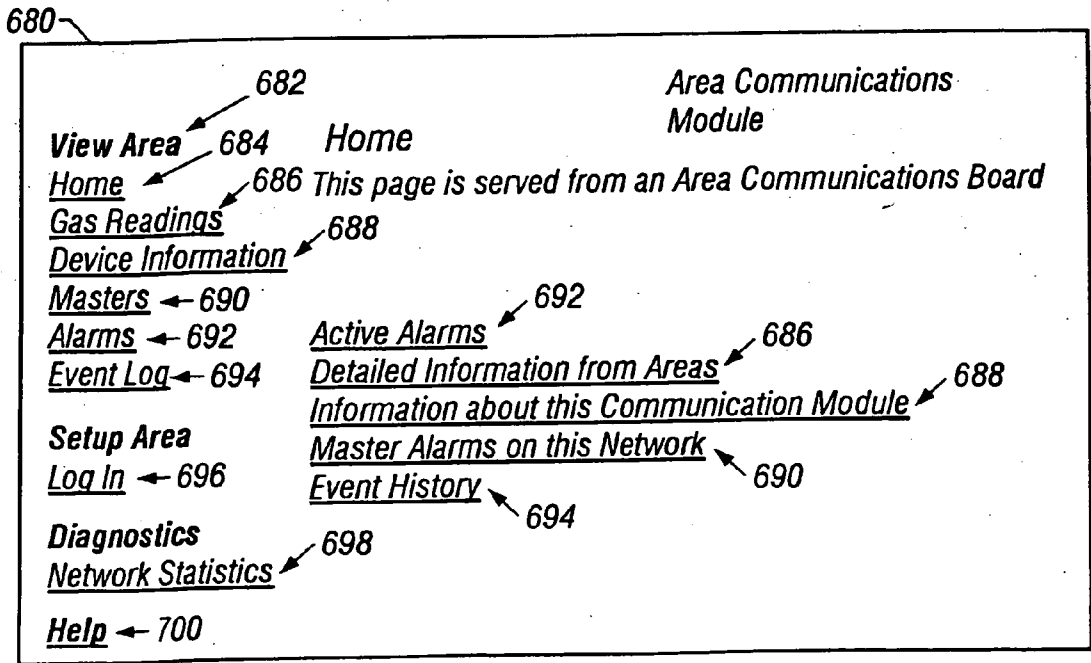 680
682
Area Communications
Module
View Area 684 Home
Home 686 This page is served from an Area Communications Board
Gas Readings 688
Device Information
Masters 690
Alarms 692 Active Alarms 692
Event Log 694 Detailed Information from Areas 686
Information about this Communication Module 688
Setup Area Master Alarms on this Network 690
Log In 696 Event History 694
Diagnostics 698
Network Statistics
Help 700